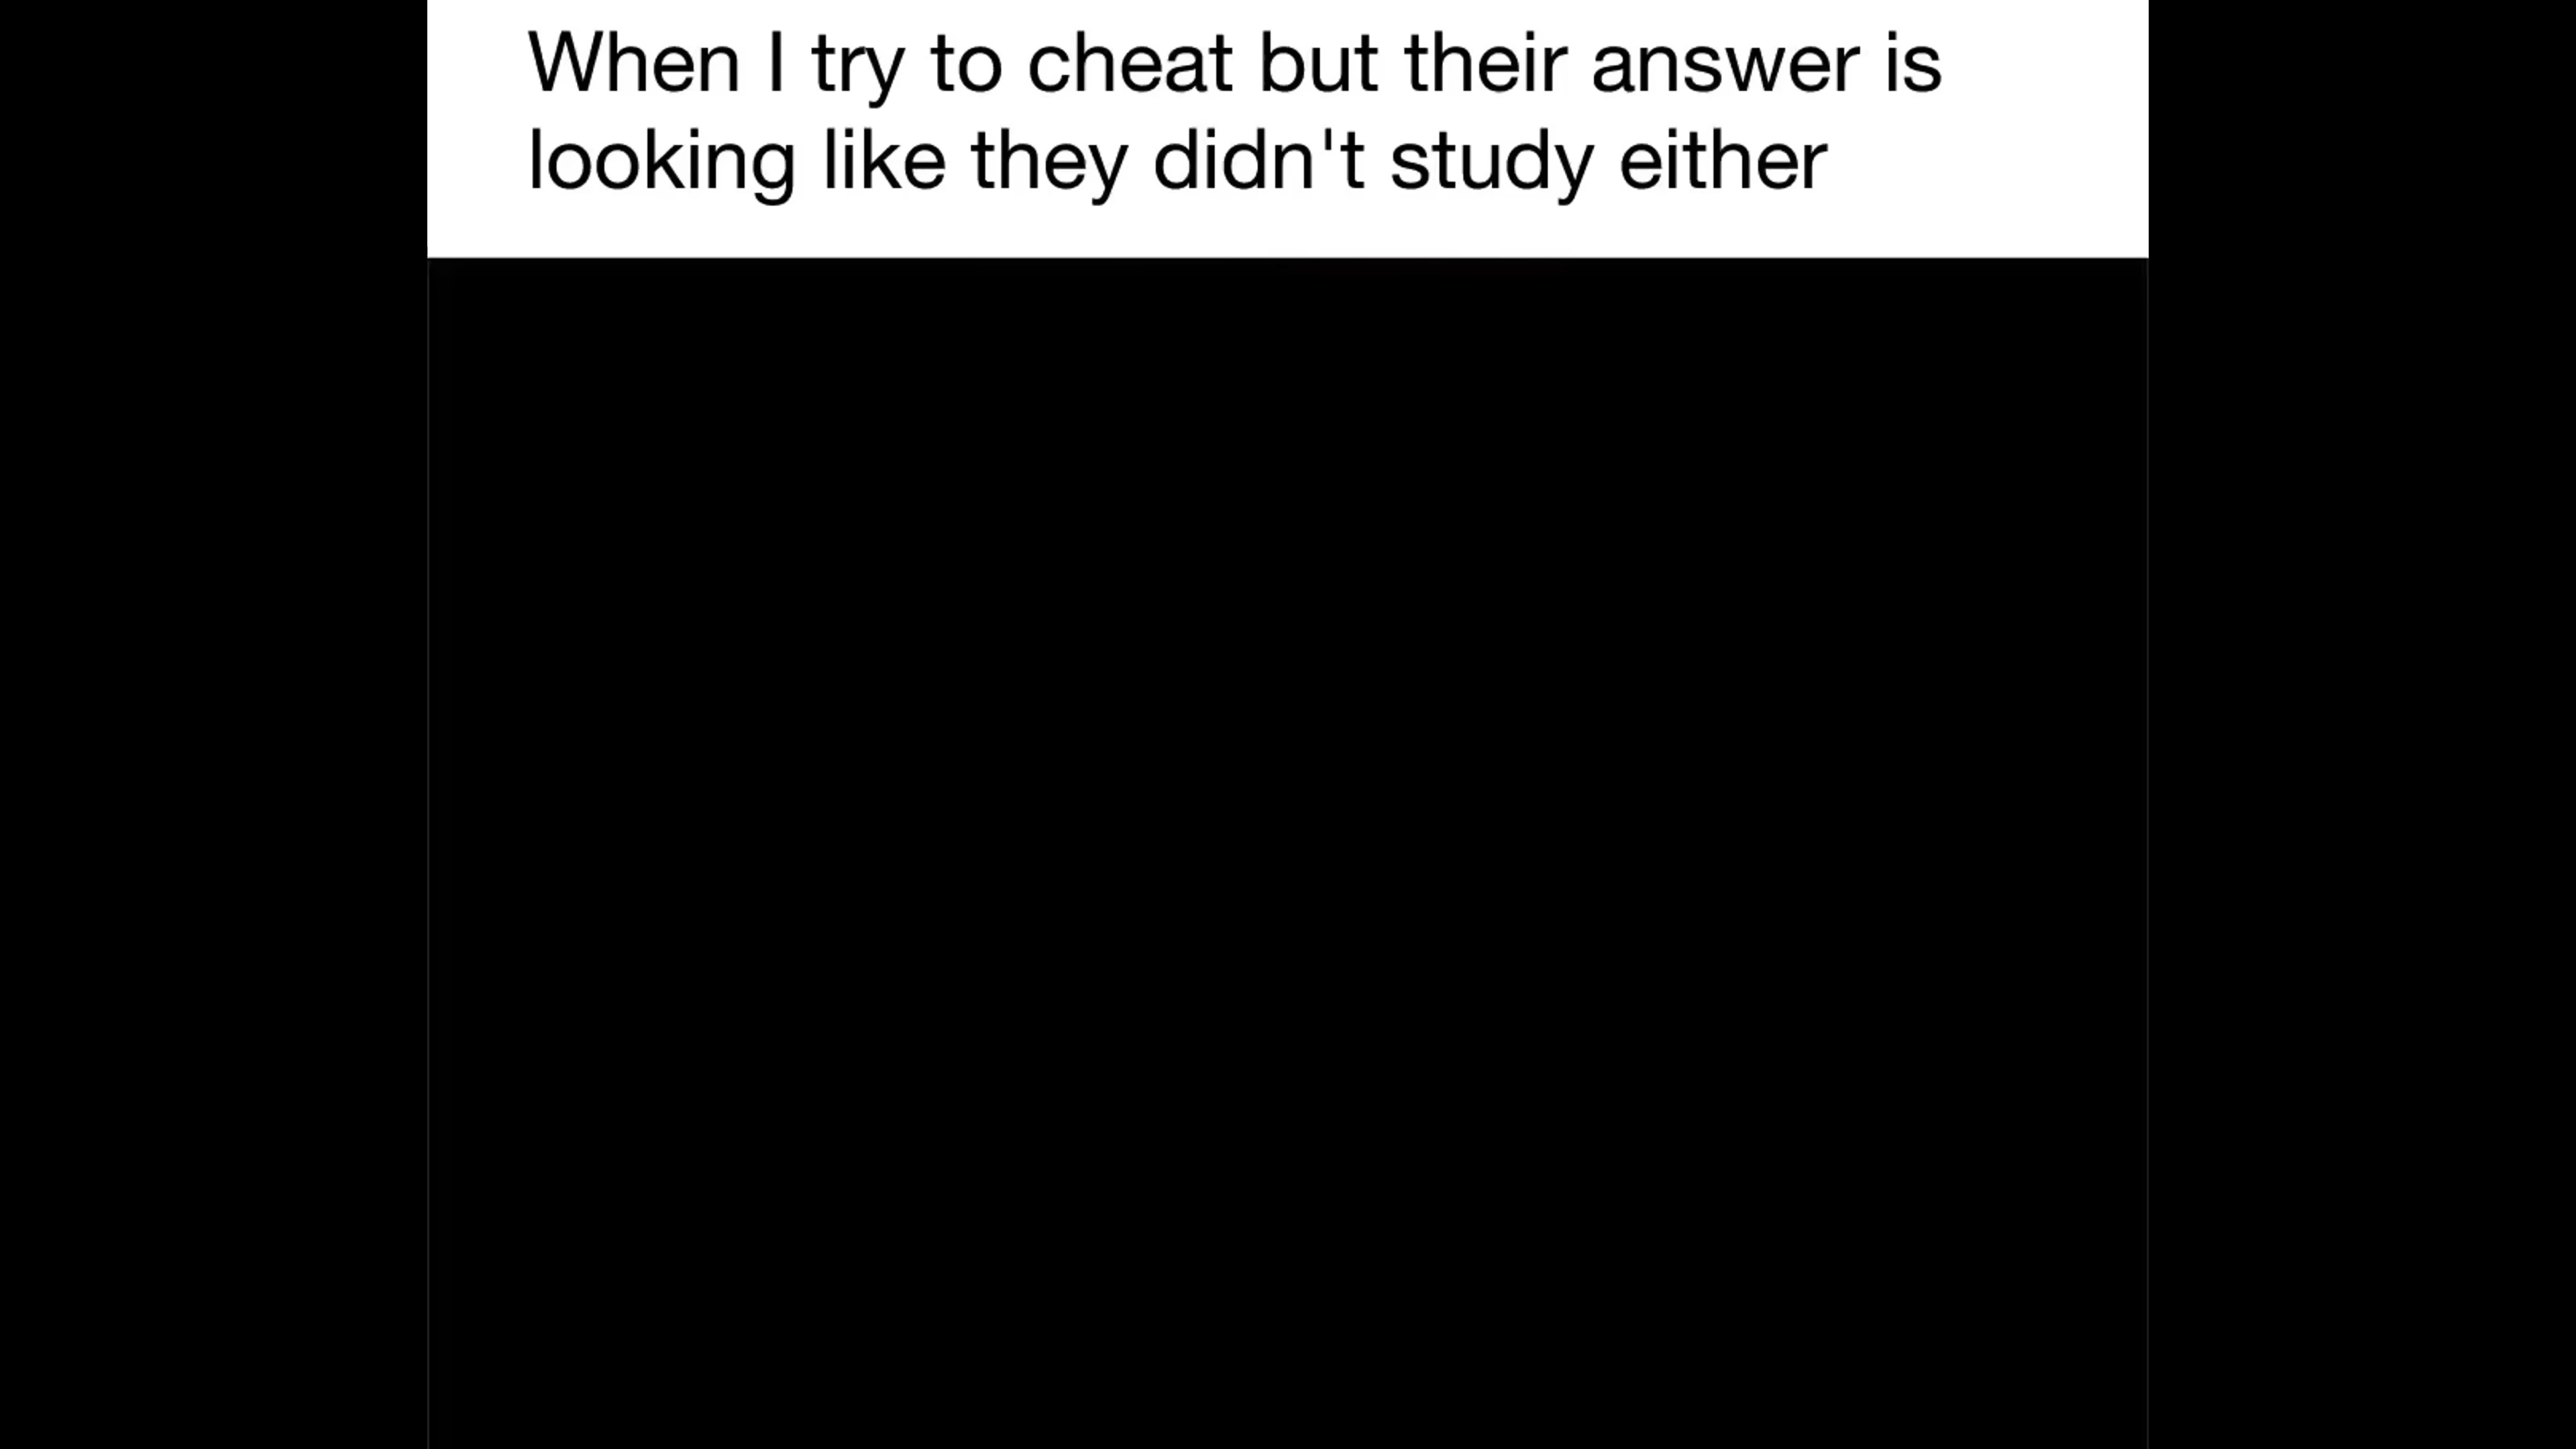 When I try to cheat but their answer is
looking like they didn't study either